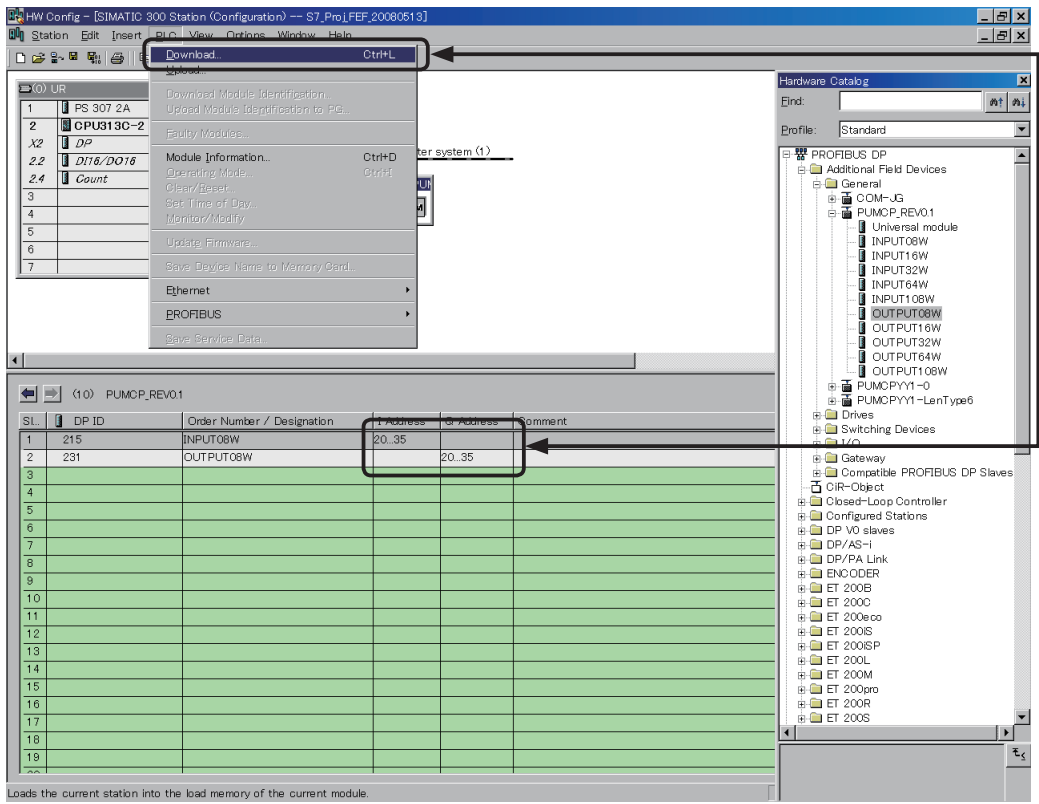 HW Config - [SIMATIC 300 Station (Configuration) -- S7_Proj_FEF_20080513]
Station Edit Insert PLC View Options Window Help
Download... Ctrl+L
Upload...
Download Module Identification...
Upload Module Identification to PG...
Faulty Modules...
Module Information... Ctrl+D
Operating Mode... Ctrl+I
Clear/Reset...
Set Time of Day...
Monitor/Modify
Update Firmware...
Save Device Name to Memory Card...
Ethernet
PROFIBUS
Save Service Data...
(0) UR
1 PS 307 2A
2 CPU313C-2
X2 DP
2.2 DI16/DO16
2.4 Count
3
4
5
6
7
ter system (1)
(10) PUMCP_REV0.1
Sl... DP ID Order Number / Designation I Address Q Address Comment
1 215 INPUT08W 20...35
2 231 OUTPUT08W 20...35
3
4
5
6
7
8
9
10
11
12
13
14
15
16
17
18
19
Loads the current station into the load memory of the current module.
Hardware Catalog
Find:
Profile: Standard
PROFIBUS DP
Additional Field Devices
General
COM-JG
PUMCP_REV0.1
Universal module
INPUT08W
INPUT16W
INPUT32W
INPUT64W
INPUT108W
OUTPUT08W
OUTPUT16W
OUTPUT32W
OUTPUT64W
OUTPUT108W
PUMCPYY1-0
PUMCPYY1-LenType6
Drives
Switching Devices
I/O
Gateway
Compatible PROFIBUS DP Slaves
CiR-Object
Closed-Loop Controller
Configured Stations
DP V0 slaves
DP/AS-i
DP/PA Link
ENCODER
ET 200B
ET 200C
ET 200eco
ET 200iS
ET 200iSP
ET 200L
ET 200M
ET 200pro
ET 200R
ET 200S